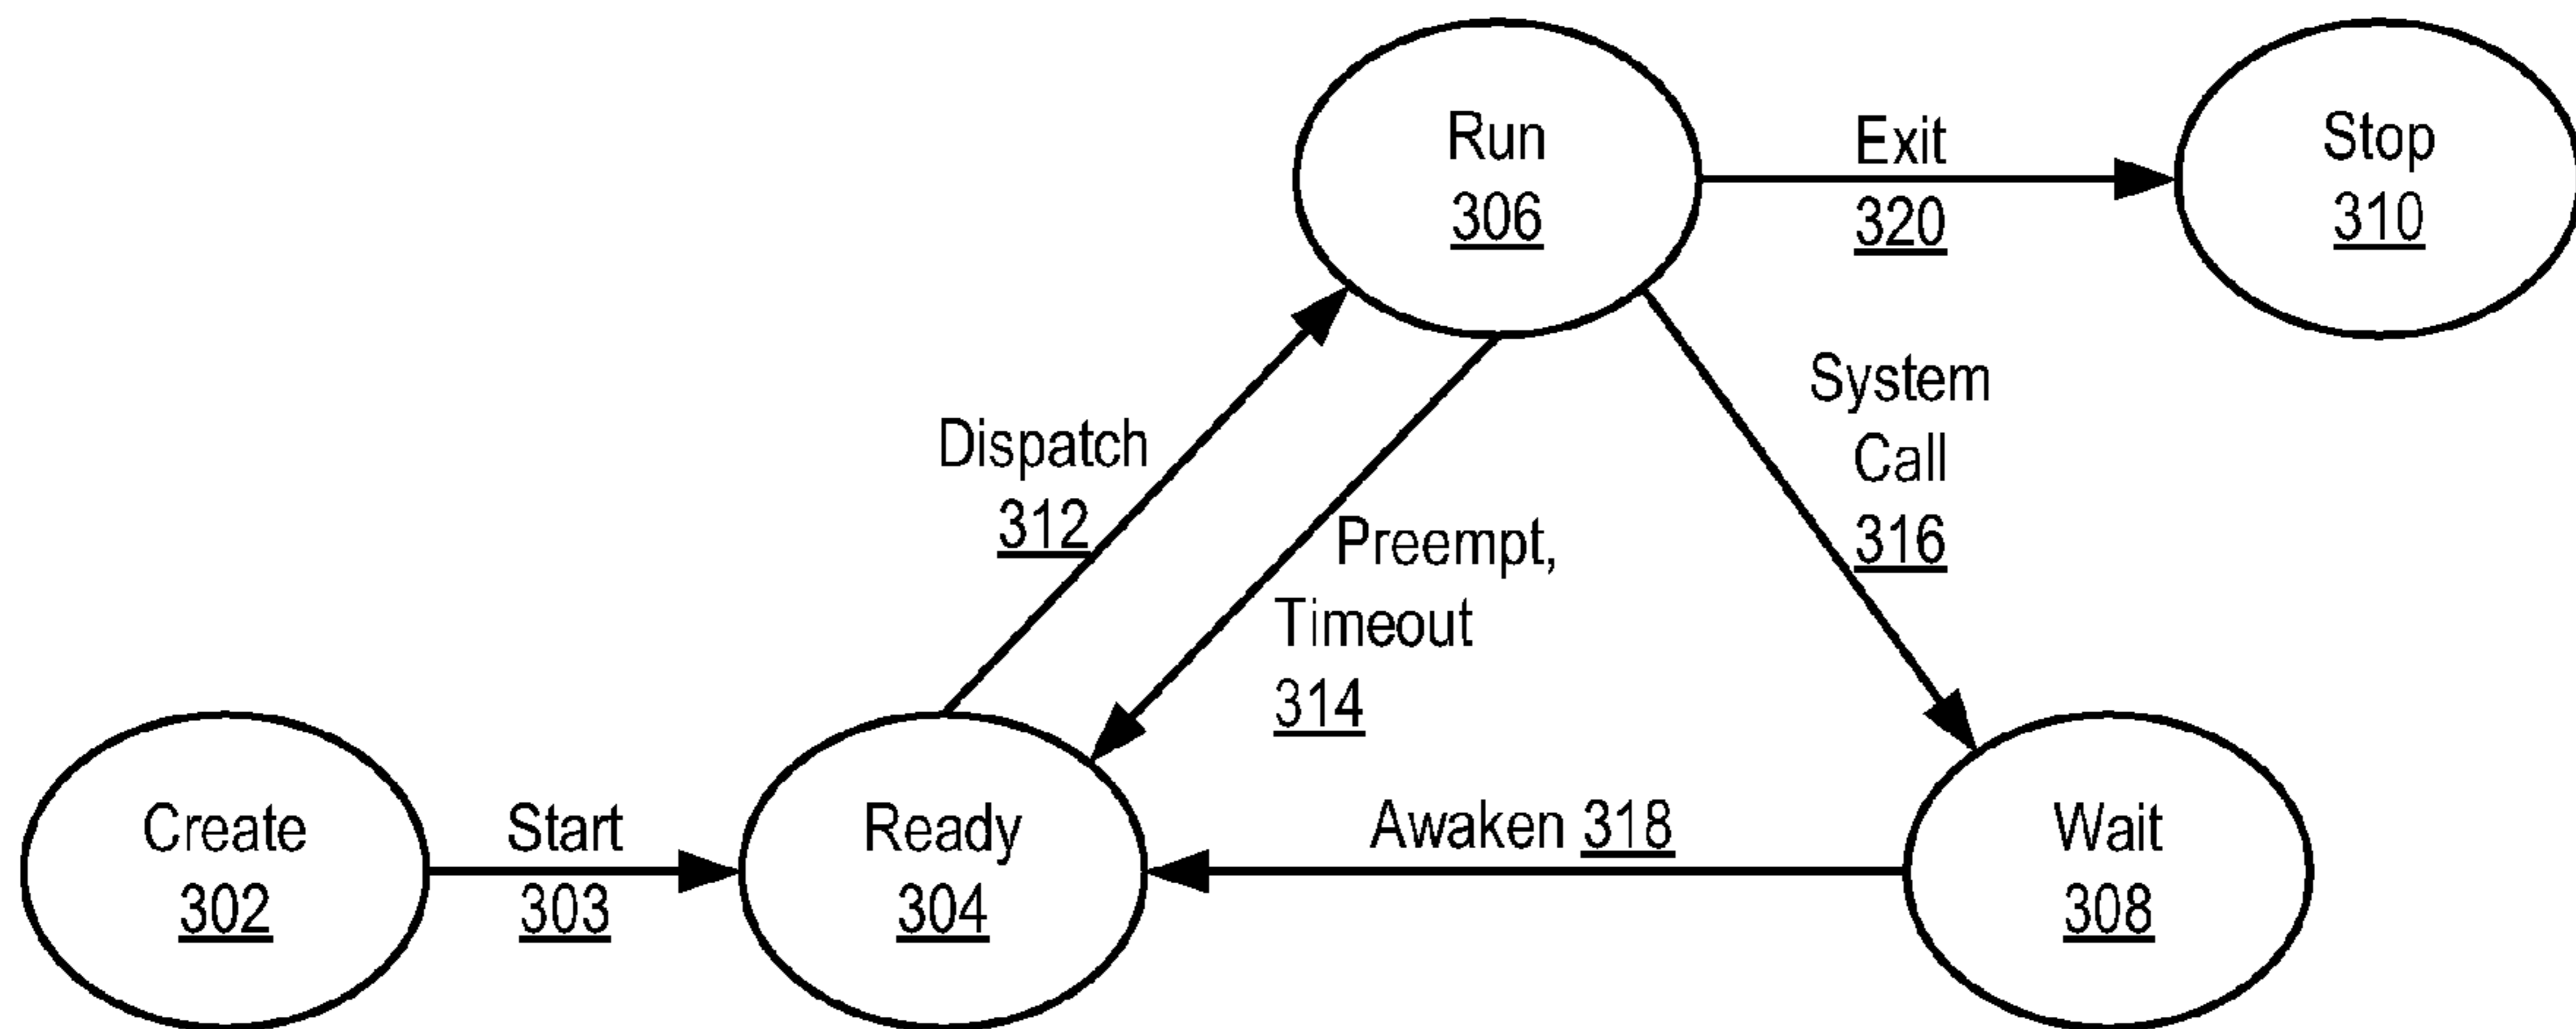 Run
306
Exit
320
Stop
310
System
Call
316
Dispatch
312
Preempt,
Timeout
314
Create
302
Start
303
Ready
304
Awaken 318
Wait
308